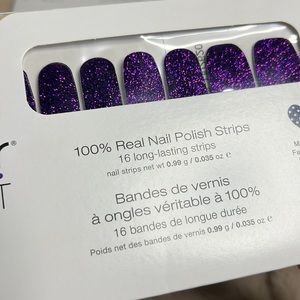 100% Real Nail Polish Strips
16 long-lasting strips
nail strips net wt 0.99 g / 0.035 oz e
Bandes de vernis
à ongles véritable à 100%
16 bandes de longue durée
Poids net des bandes de vernis 0.99 g / 0.035 oz e